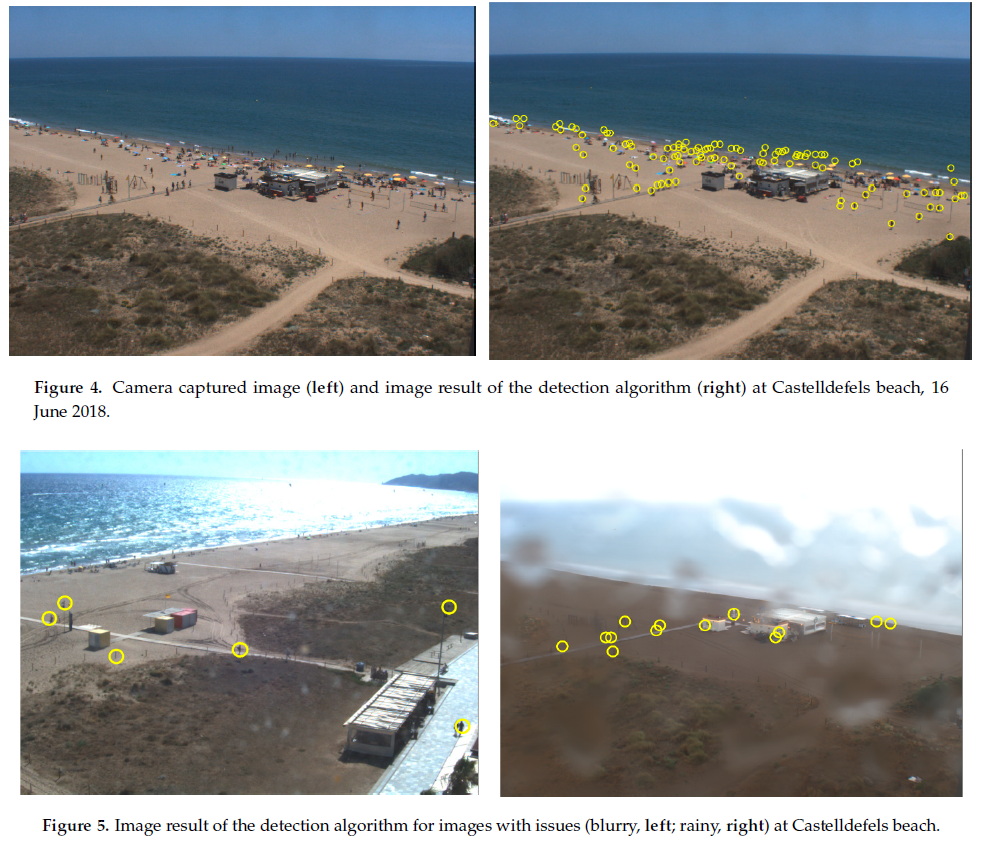 Figure 4. Camera captured image (left) and image result of the detection algorithm (right) at Castelldefels beach, 16
June 2018.
Figure 5. Image result of the detection algorithm for images with issues (blurry, left; rainy, right) at Castelldefels beach.